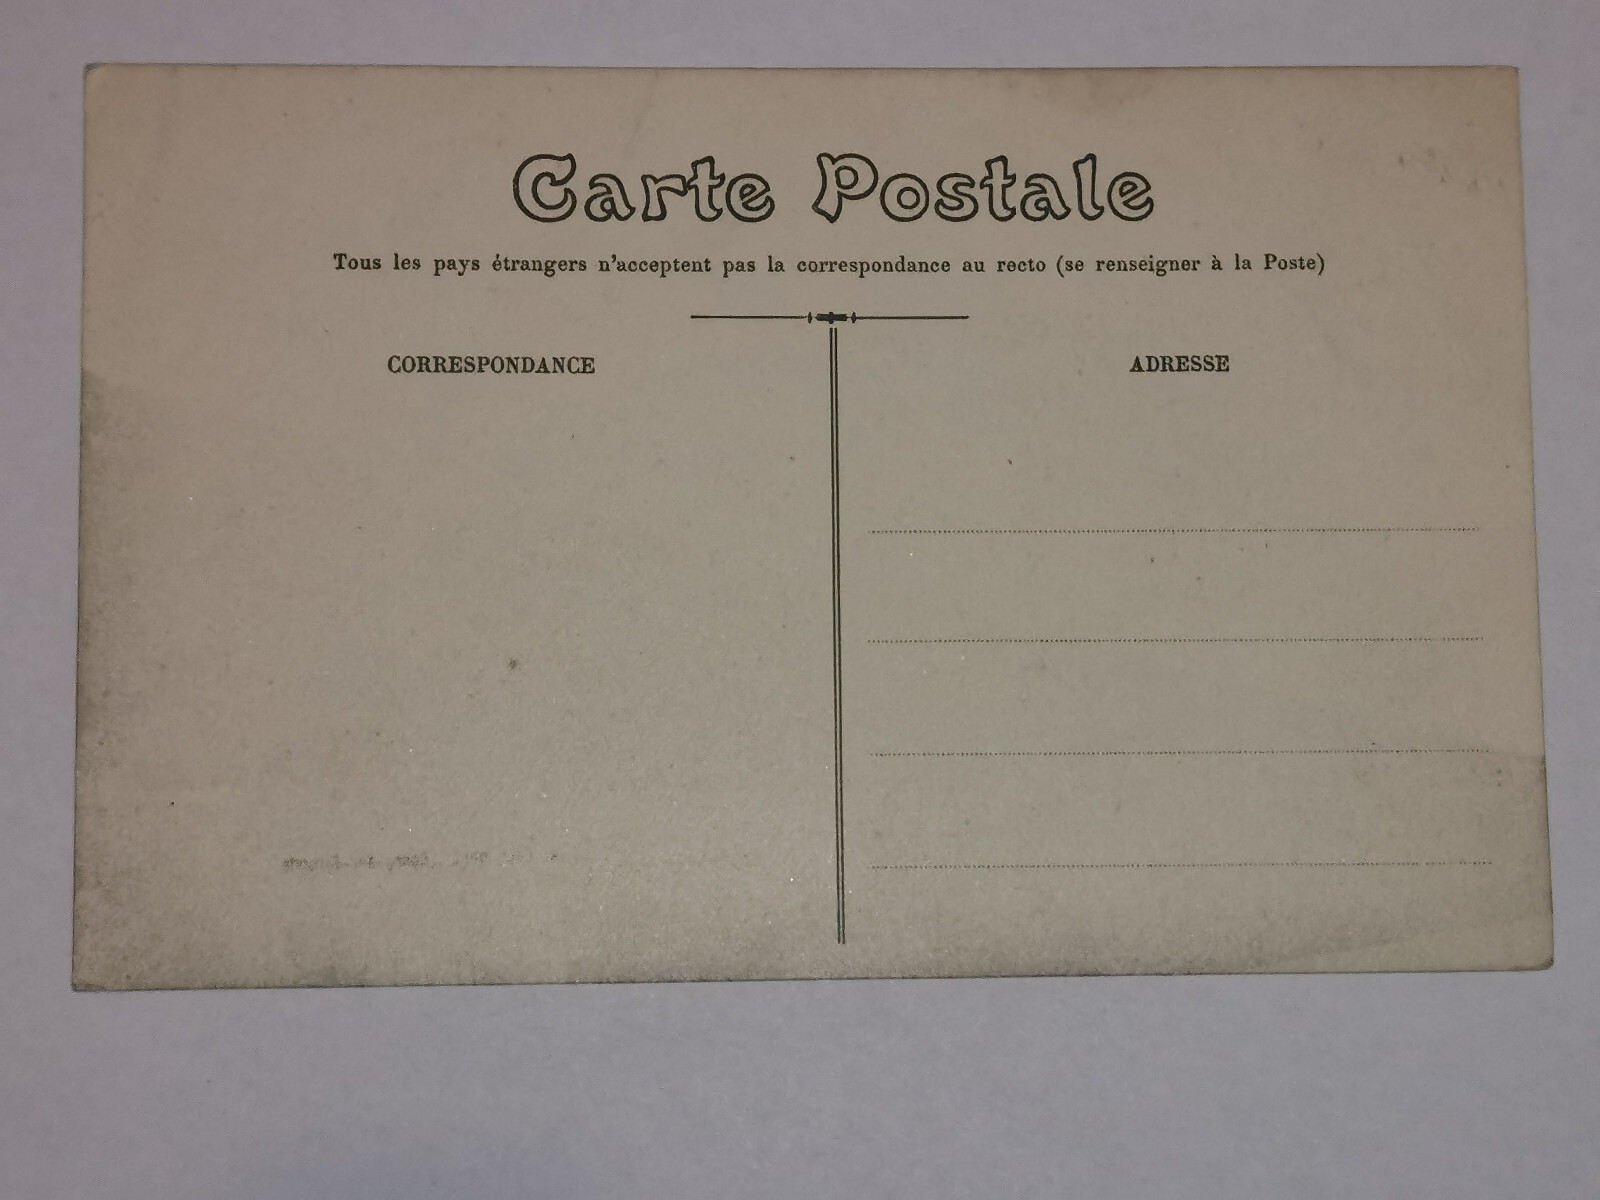 Carte Postale
Tous les pays étrangers n'acceptent pas la correspondance au recto (se renseigner à la Poste)
CORRESPONDANCE
ADRESSE